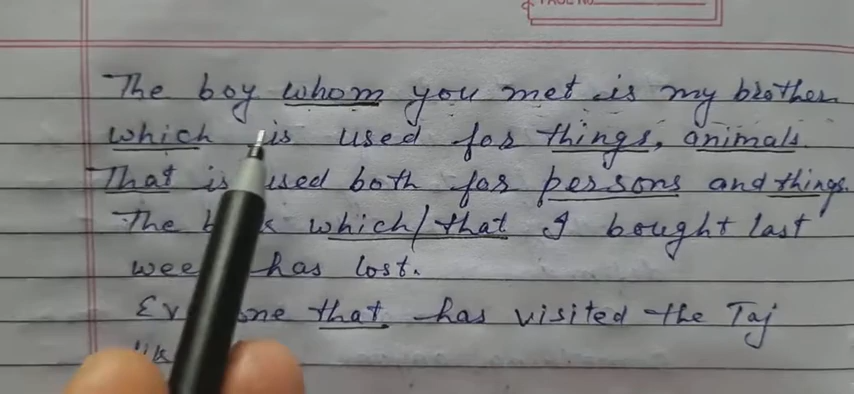 The boy whom you met is my brother
which is used for things, animals.
That is used both for persons and things.
The which/that I bought last
has lost.
that has visited the Taj